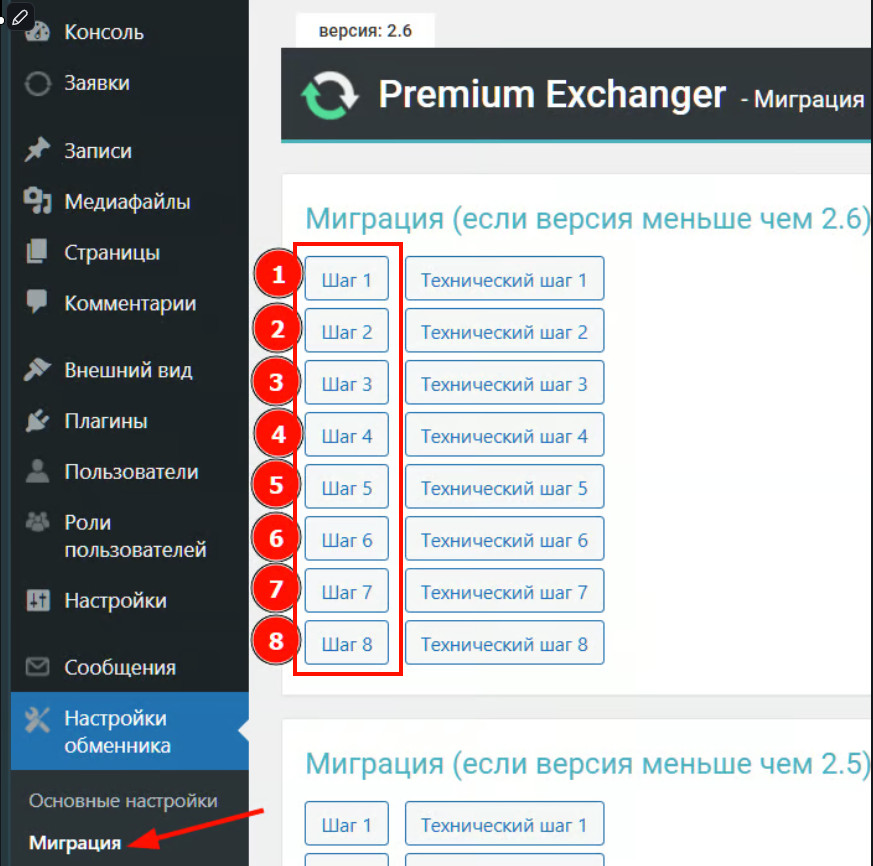 Консоль
Заявки
Записи
Медиафайлы
Страницы
Комментарии
Внешний вид
Плагины
Пользователи
Роли
пользователей
Настройки
Сообщения
Настройки
обменника
Основные настройки
Миграция
версия: 2.6
Premium Exchanger - Миграция
Миграция (если версия меньше чем 2.6)
1 Шаг 1 Технический шаг 1
2 Шаг 2 Технический шаг 2
3 Шаг 3 Технический шаг 3
4 Шаг 4 Технический шаг 4
5 Шаг 5 Технический шаг 5
6 Шаг 6 Технический шаг 6
7 Шаг 7 Технический шаг 7
8 Шаг 8 Технический шаг 8
Миграция (если версия меньше чем 2.5)
Шаг 1 Технический шаг 1